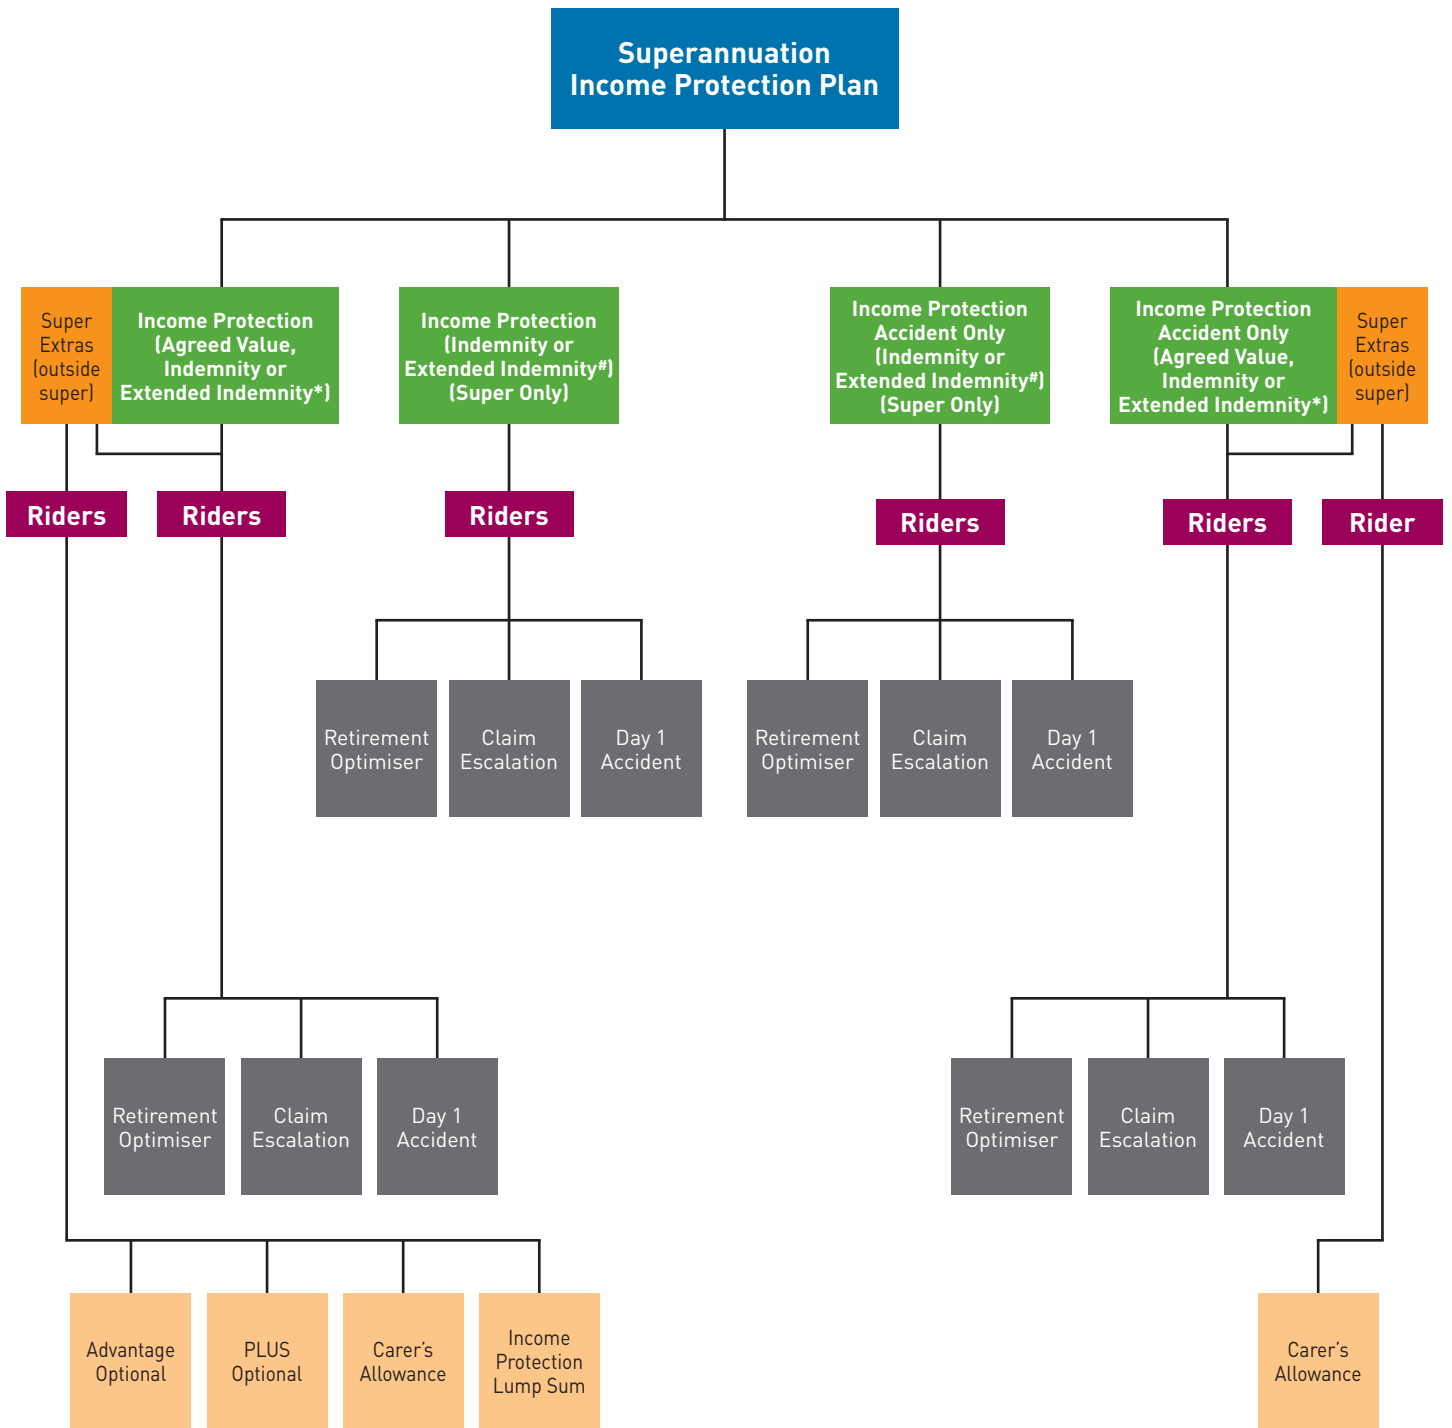 Superannuation
Income Protection Plan
Super
Extras
(outside
super)
Income Protection
(Agreed Value,
Indemnity or
Extended Indemnity*)
Income Protection
(Indemnity or
Extended Indemnity#)
(Super Only)
Income Protection
Accident Only
(Indemnity or
Extended Indemnity#)
(Super Only)
Income Protection
Accident Only
(Agreed Value,
Indemnity or
Extended Indemnity*)
Super
Extras
(outside
super)
Riders
Riders
Riders
Riders
Riders
Rider
Retirement
Optimiser
Claim
Escalation
Day 1
Accident
Retirement
Optimiser
Claim
Escalation
Day 1
Accident
Retirement
Optimiser
Claim
Escalation
Day 1
Accident
Retirement
Optimiser
Claim
Escalation
Day 1
Accident
Advantage
Optional
PLUS
Optional
Carer's
Allowance
Income
Protection
Lump Sum
Carer's
Allowance